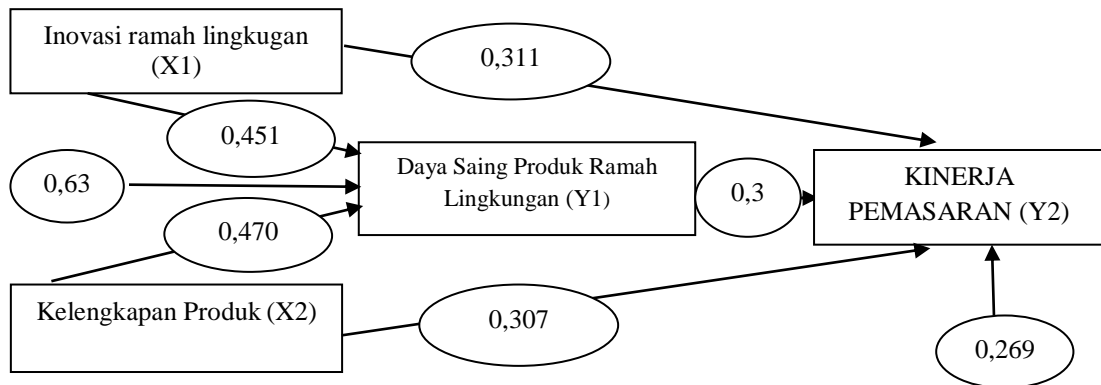 Inovasi ramah lingkugan
(X1)
0,311
0,451
0,63
Daya Saing Produk Ramah
Lingkungan (Y1)
0,3
KINERJA
PEMASARAN (Y2)
0,470
Kelengkapan Produk (X2)
0,307
0,269